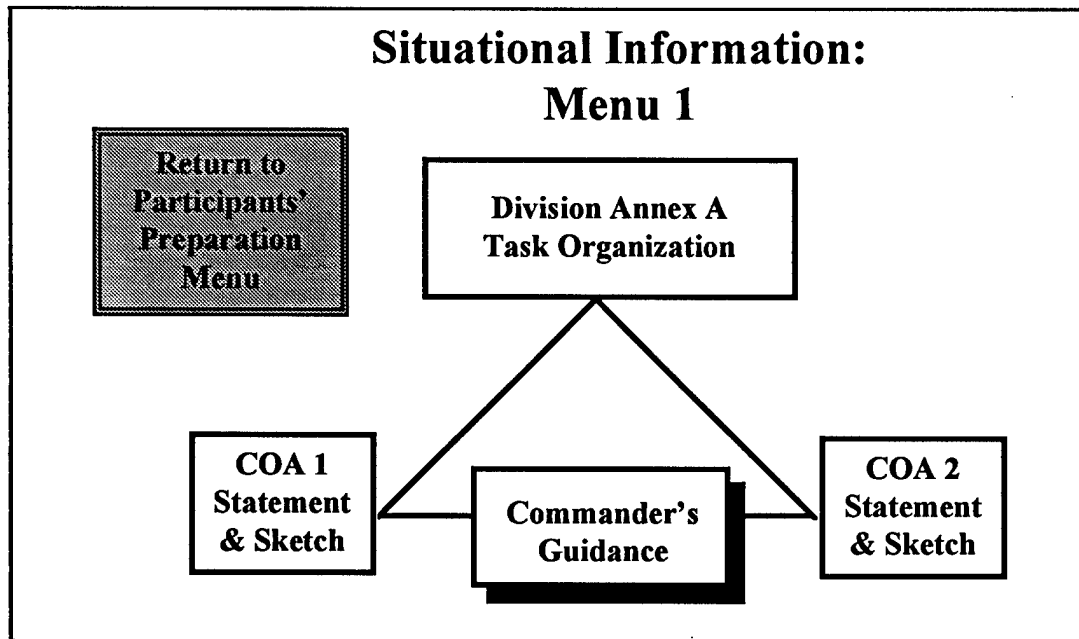 Situational Information:
Menu 1
Return to
Participants'
Preparation
Menu
Division Annex A
Task Organization
COA 1
Statement
& Sketch
Commander's
Guidance
COA 2
Statement
& Sketch